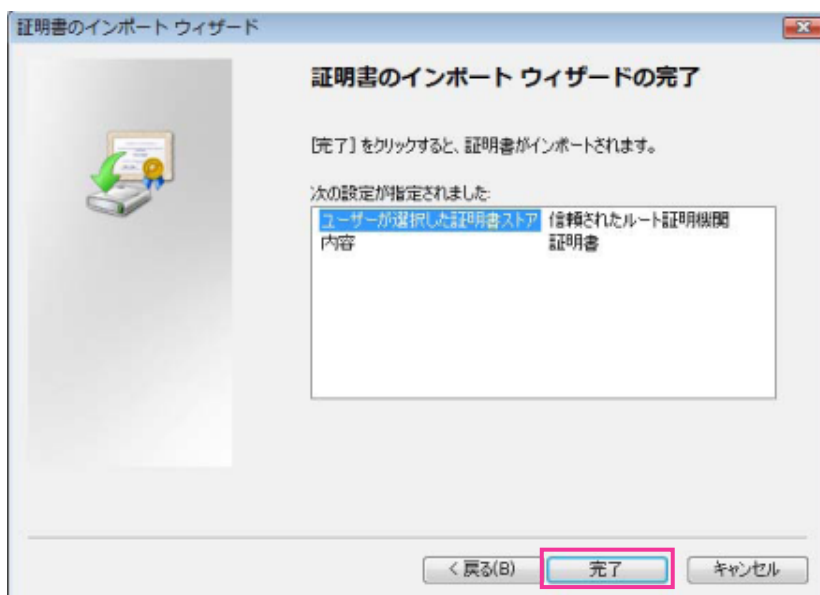 証明書のインポート ウィザード
証明書のインポート ウィザードの完了
[完了] をクリックすると、証明書がインポートされます。
次の設定が指定されました:
ユーザーが選択した証明書ストア 信頼されたルート証明機関
内容 証明書
< 戻る(B) 完了 キャンセル